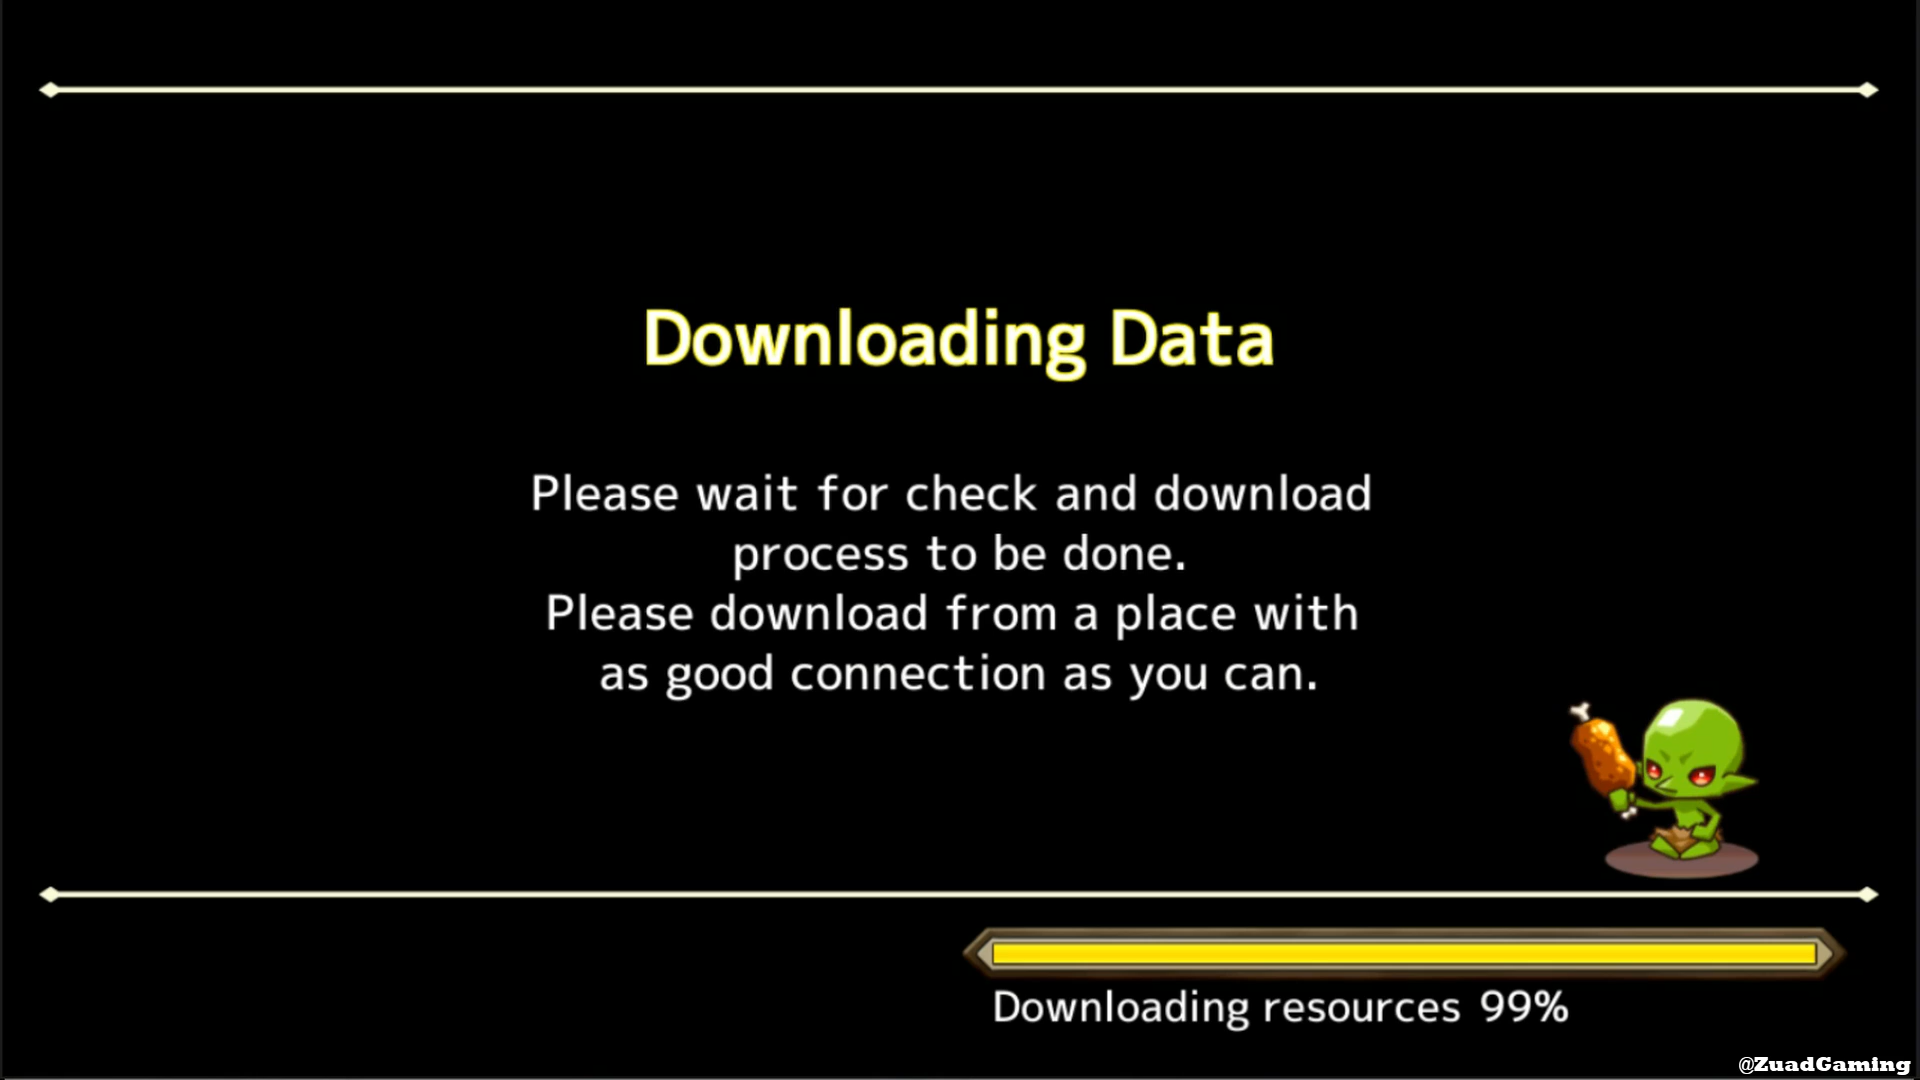 Downloading Data
Please wait for check and download
process to be done.
Please download from a place with
as good connection as you can.
Downloading resources 99%
@ZuadGaming